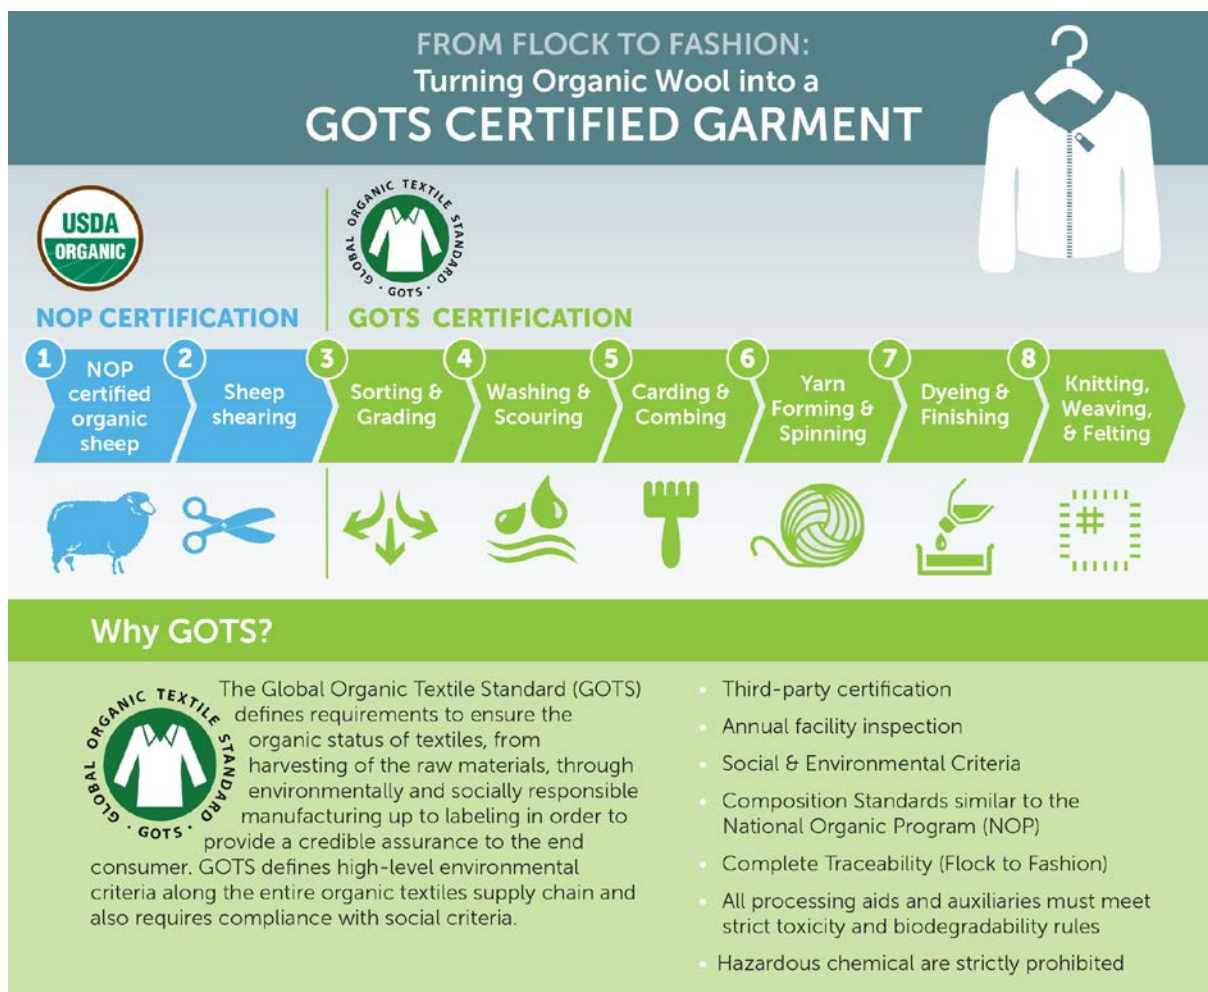 FROM FLOCK TO FASHION:
Turning Organic Wool into a
GOTS CERTIFIED GARMENT
USDA
ORGANIC
GLOBAL ORGANIC TEXTILE STANDARD
· GOTS ·
NOP CERTIFICATION
GOTS CERTIFICATION
1
NOP
certified
organic
sheep
2
Sheep
shearing
3
Sorting &
Grading
4
Washing &
Scouring
5
Carding &
Combing
6
Yarn
Forming &
Spinning
7
Dyeing &
Finishing
8
Knitting,
Weaving,
& Felting
Why GOTS?
GLOBAL ORGANIC TEXTILE STANDARD
· GOTS ·
The Global Organic Textile Standard (GOTS)
defines requirements to ensure the
organic status of textiles, from
harvesting of the raw materials, through
environmentally and socially responsible
manufacturing up to labeling in order to
provide a credible assurance to the end
consumer. GOTS defines high-level environmental
criteria along the entire organic textiles supply chain and
also requires compliance with social criteria.
• Third-party certification
• Annual facility inspection
• Social & Environmental Criteria
• Composition Standards similar to the
National Organic Program (NOP)
• Complete Traceability (Flock to Fashion)
• All processing aids and auxiliaries must meet
strict toxicity and biodegradability rules
• Hazardous chemical are strictly prohibited